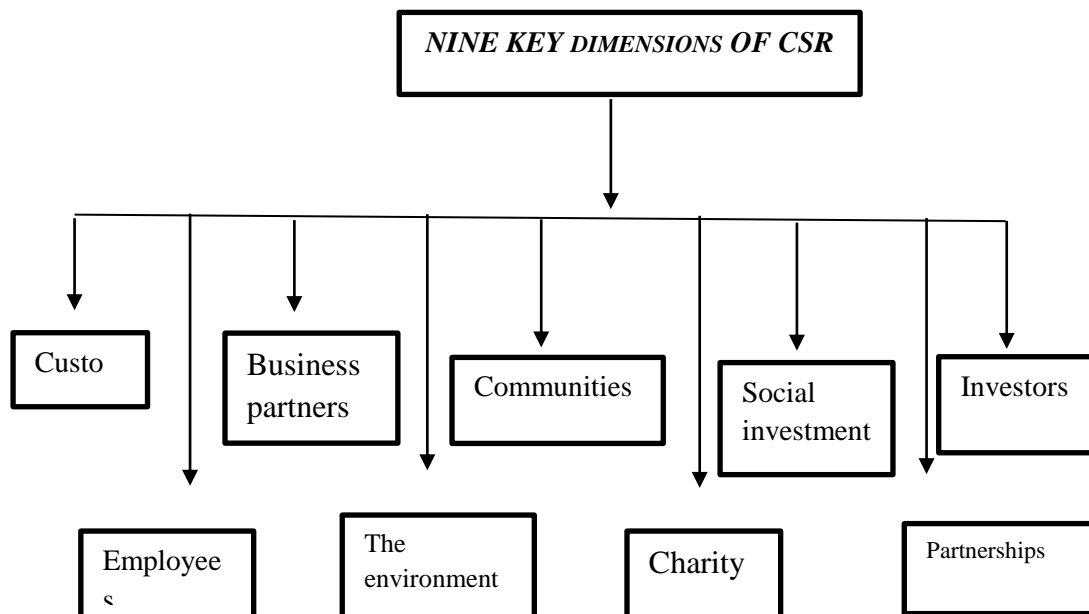 NINE KEY DIMENSIONS OF CSR
Custo
Business
partners
Communities
Social
investment
Investors
Employee
s
The
environment
Charity
Partnerships